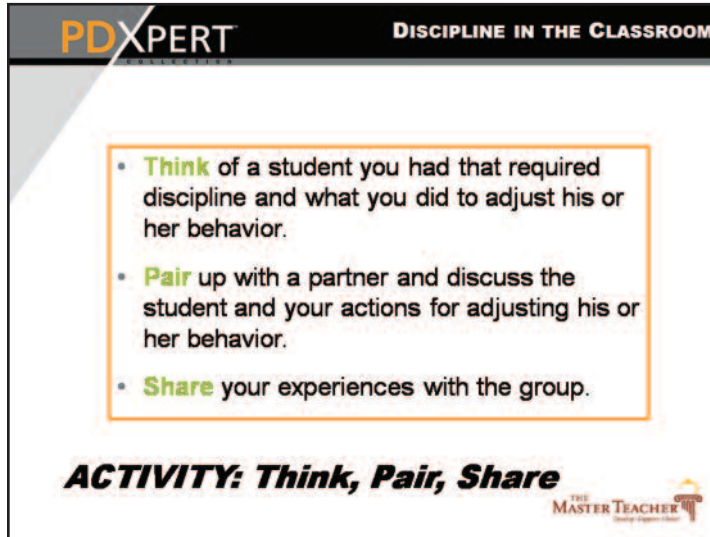 PDXPERT
DISCIPLINE IN THE CLASSROOM
COLLECTION
• Think of a student you had that required
discipline and what you did to adjust his or
her behavior.
• Pair up with a partner and discuss the
student and your actions for adjusting his or
her behavior.
• Share your experiences with the group.
ACTIVITY: Think, Pair, Share
THE
MASTER TEACHER